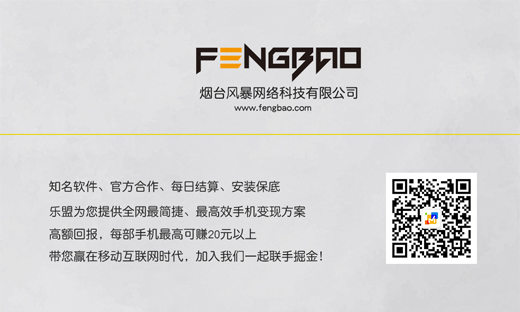 FENGBAO
烟台风暴网络科技有限公司
www.fengbao.com
知名软件、官方合作、每日结算、安装保底
乐盟为您提供全网最简捷、最高效手机变现方案
高额回报，每部手机最高可赚20元以上
带您赢在移动互联网时代，加入我们一起联手掘金！